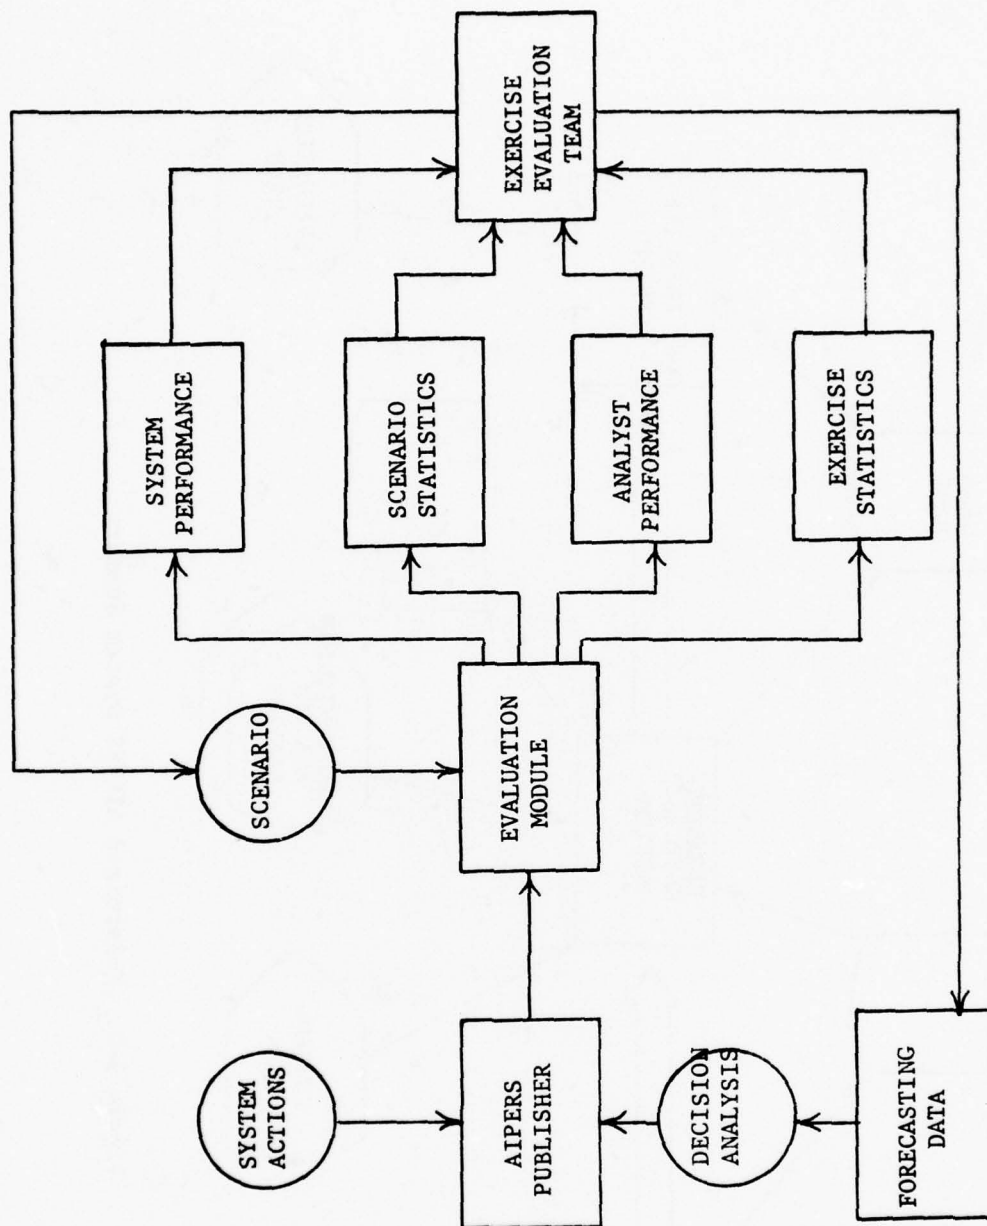 SYSTEM
ACTIONS
AIPERS
PUBLISHER
DECISION
ANALYSIS
FORECASTING
DATA
SCENARIO
EVALUATION
MODULE
SYSTEM
PERFORMANCE
SCENARIO
STATISTICS
ANALYST
PERFORMANCE
EXERCISE
STATISTICS
EXERCISE
EVALUATION
TEAM